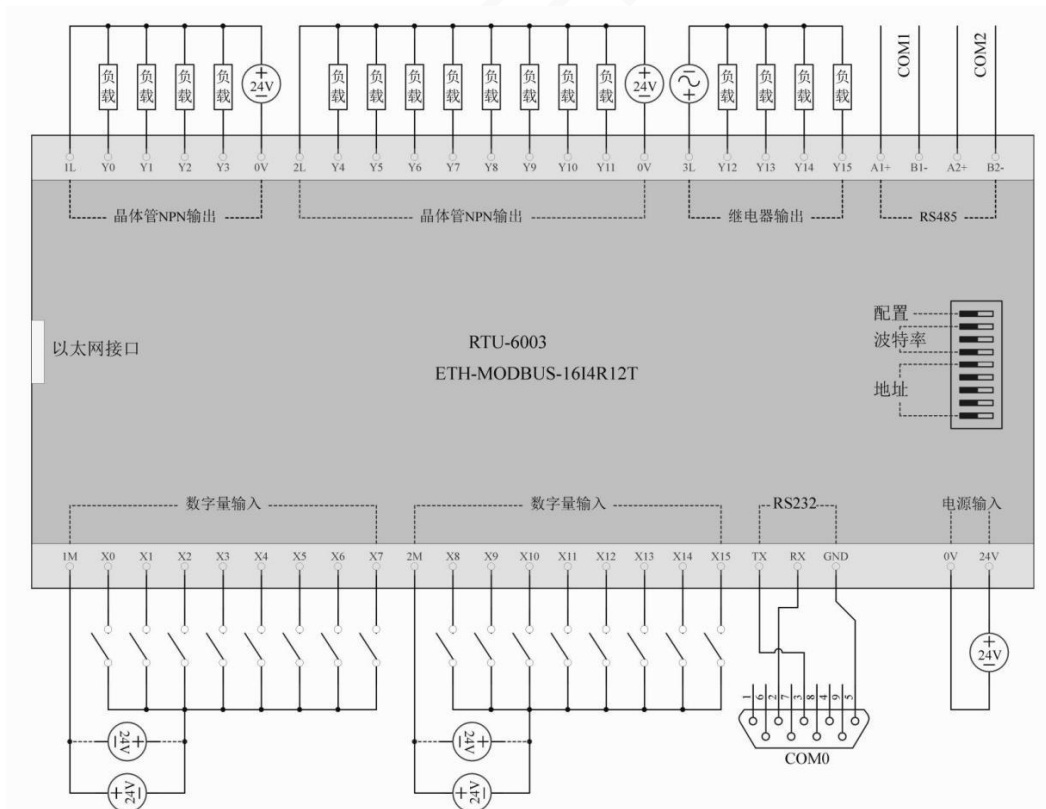 COM1 COM2
负载 负载 负载 负载 24V 负载 负载 负载 负载 负载 负载 负载 负载 24V 负载 负载 负载 负载
1L Y0 Y1 Y2 Y3 0V 2L Y4 Y5 Y6 Y7 Y8 Y9 Y10 Y11 0V 3L Y12 Y13 Y14 Y15 A1+ B1- A2+ B2-
晶体管NPN输出 晶体管NPN输出 继电器输出 RS485
配置
波特率
地址
以太网接口
RTU-6003
ETH-MODBUS-16I4R12T
数字量输入 数字量输入 RS232 电源输入
1M X0 X1 X2 X3 X4 X5 X6 X7 2M X8 X9 X10 X11 X12 X13 X14 X15 TX RX GND 0V 24V
24V
1 6 2 7 3 8 4 9 5
24V 24V
COM0
24V 24V